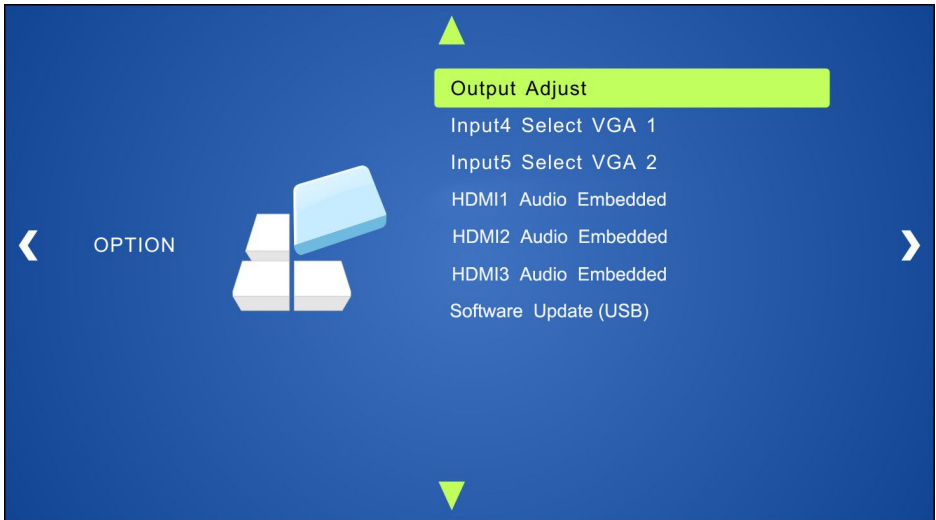 Output Adjust
Input4 Select VGA 1
Input5 Select VGA 2
HDMI1 Audio Embedded
HDMI2 Audio Embedded
OPTION
HDMI3 Audio Embedded
Software Update (USB)